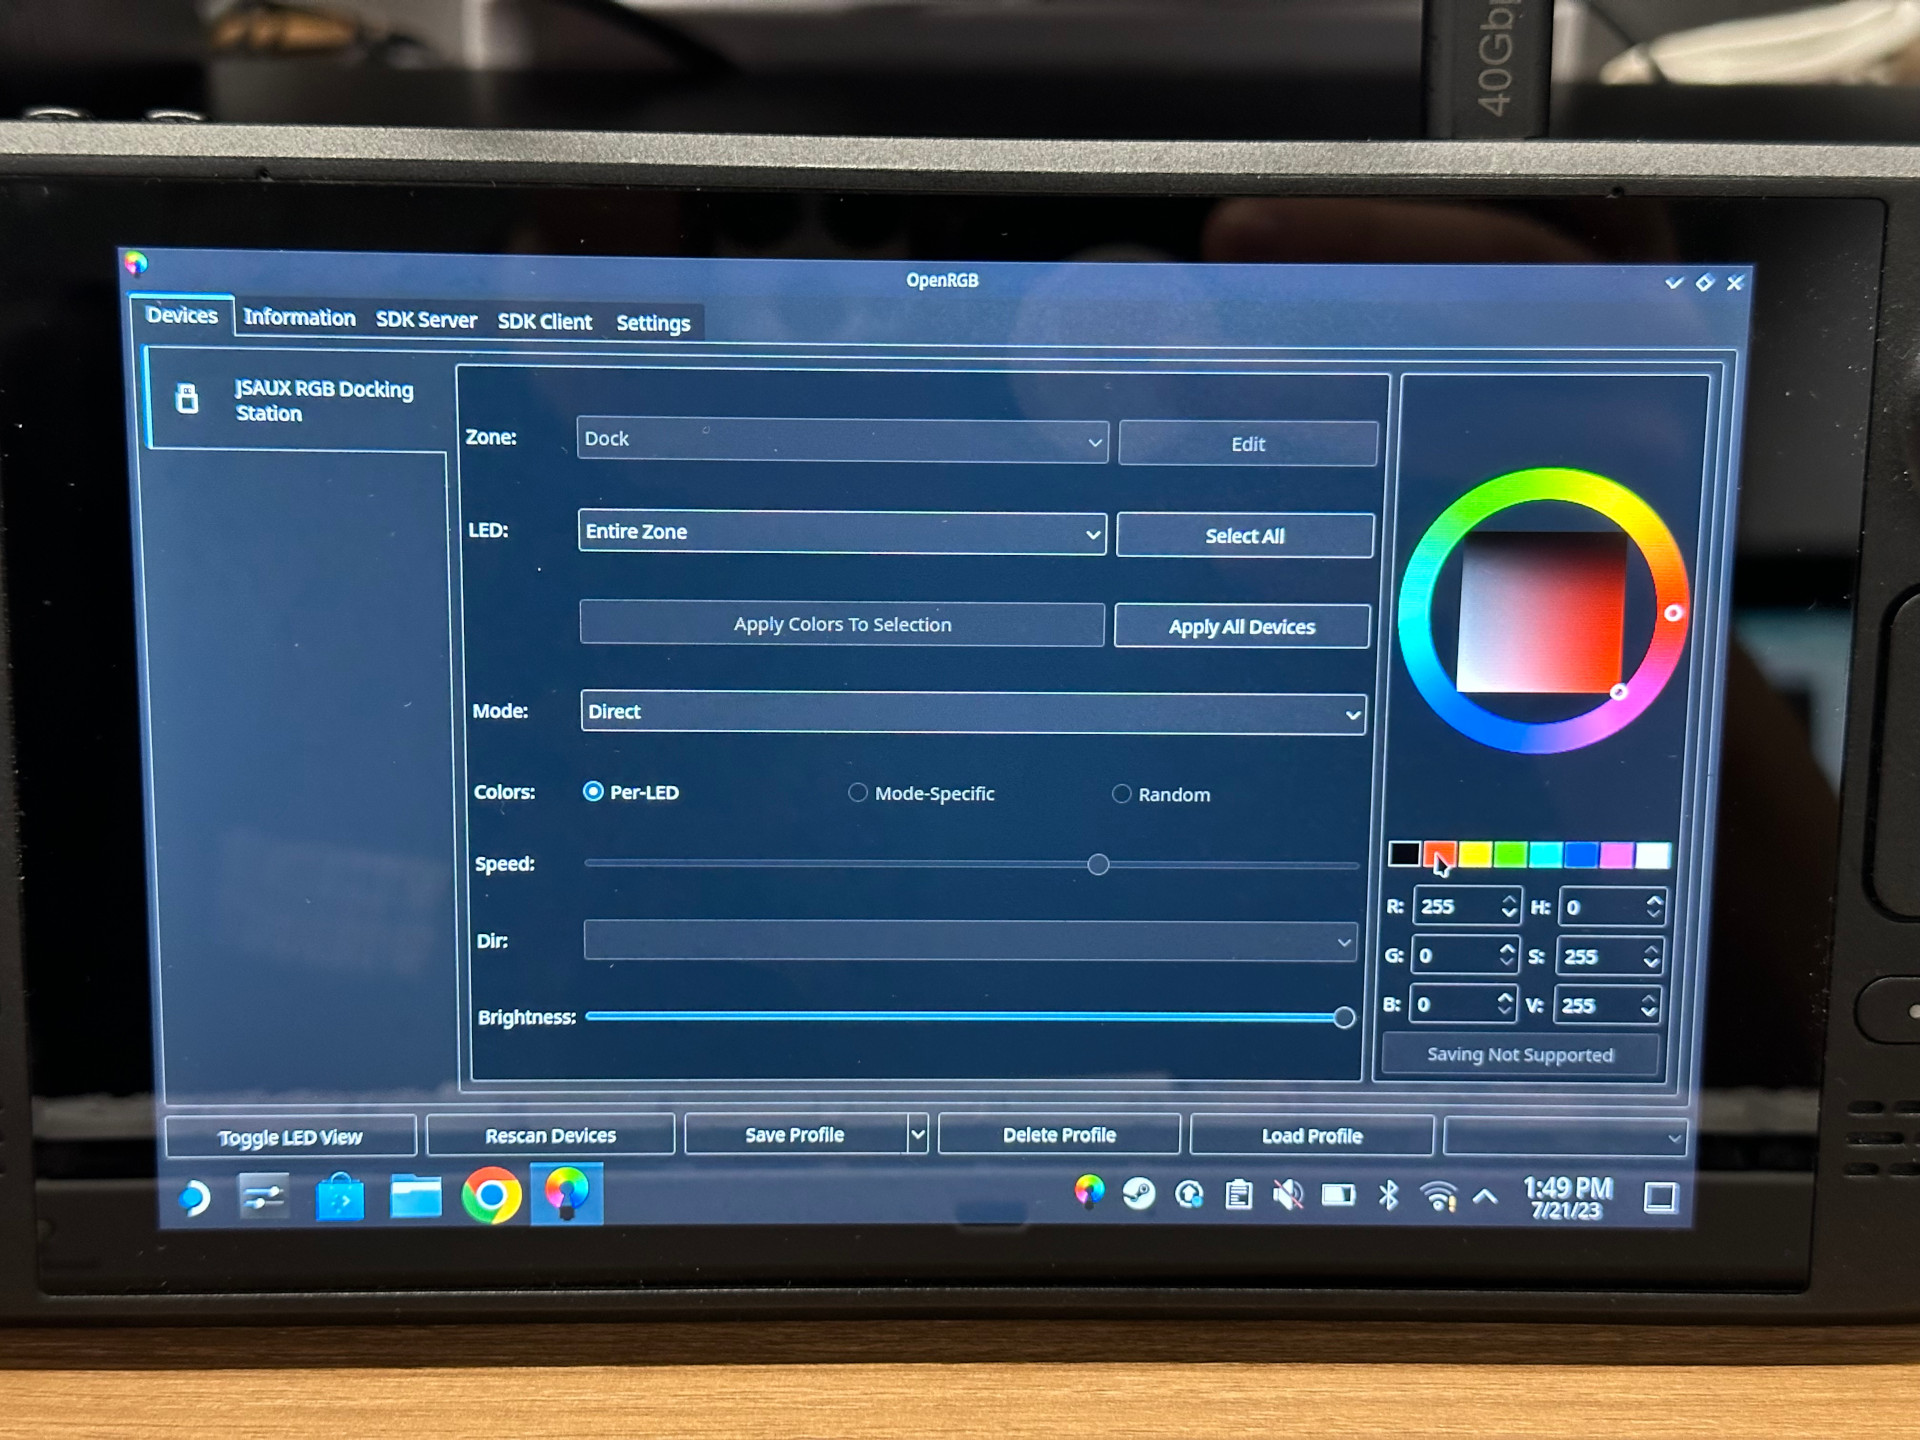 40Gbp
OpenRGB
Devices Information SDK Server SDK Client Settings
JSAUX RGB Docking
Station
Zone: Dock Edit
LED: Entire Zone Select All
Apply Colors To Selection Apply All Devices
Mode: Direct
Colors: Per-LED Mode-Specific Random
Speed:
Dir:
Brightness:
R: 255 H: 0
G: 0 S: 255
B: 0 V: 255
Saving Not Supported
Toggle LED View Rescan Devices Save Profile Delete Profile Load Profile
1:49 PM
7/21/23